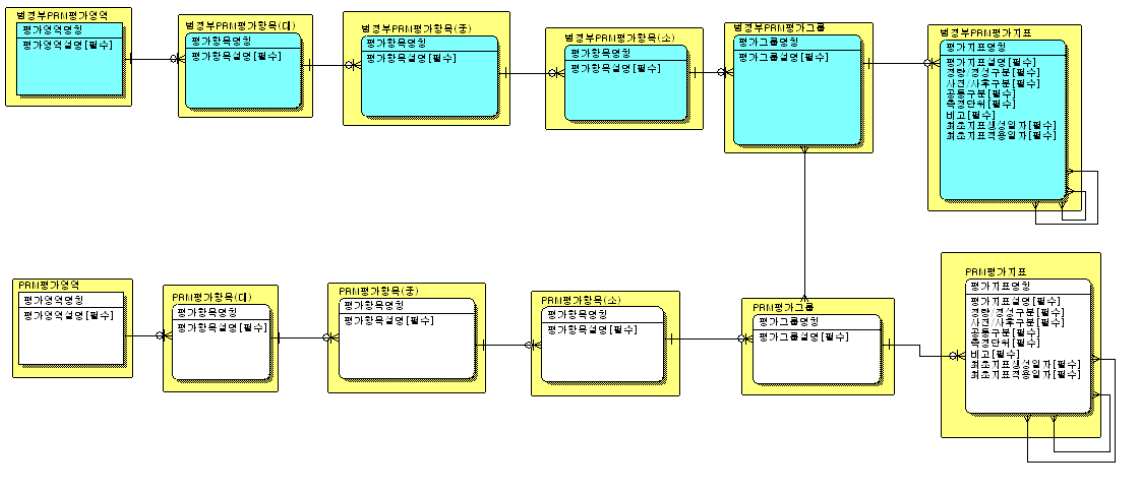 범정부PRM평가영역
평가영역명칭
평가영역설명[필수]
범정부PRM평가항목(대)
평가항목명칭
평가항목설명[필수]
범정부PRM평가항목(중)
평가항목명칭
평가항목설명[필수]
범정부PRM평가항목(소)
평가항목명칭
평가항목설명[필수]
범정부PRM평가그룹
평가그룹명칭
평가그룹설명[필수]
범정부PRM평가지표
평가지표명칭
평가지표설명[필수]
정량/정성구분[필수]
사전/사후구분[필수]
공통구분[필수]
측정단위[필수]
비고[필수]
최초지표생성일자[필수]
최초지표적용일자[필수]
PRM평가영역
평가영역명칭
평가영역설명[필수]
PRM평가항목(대)
평가항목명칭
평가항목설명[필수]
PRM평가항목(중)
평가항목명칭
평가항목설명[필수]
PRM평가항목(소)
평가항목명칭
평가항목설명[필수]
PRM평가그룹
평가그룹명칭
평가그룹설명[필수]
PRM평가지표
평가지표명칭
평가지표설명[필수]
정량/정성구분[필수]
사전/사후구분[필수]
공통구분[필수]
측정단위[필수]
비고[필수]
최초지표생성일자[필수]
최초지표적용일자[필수]